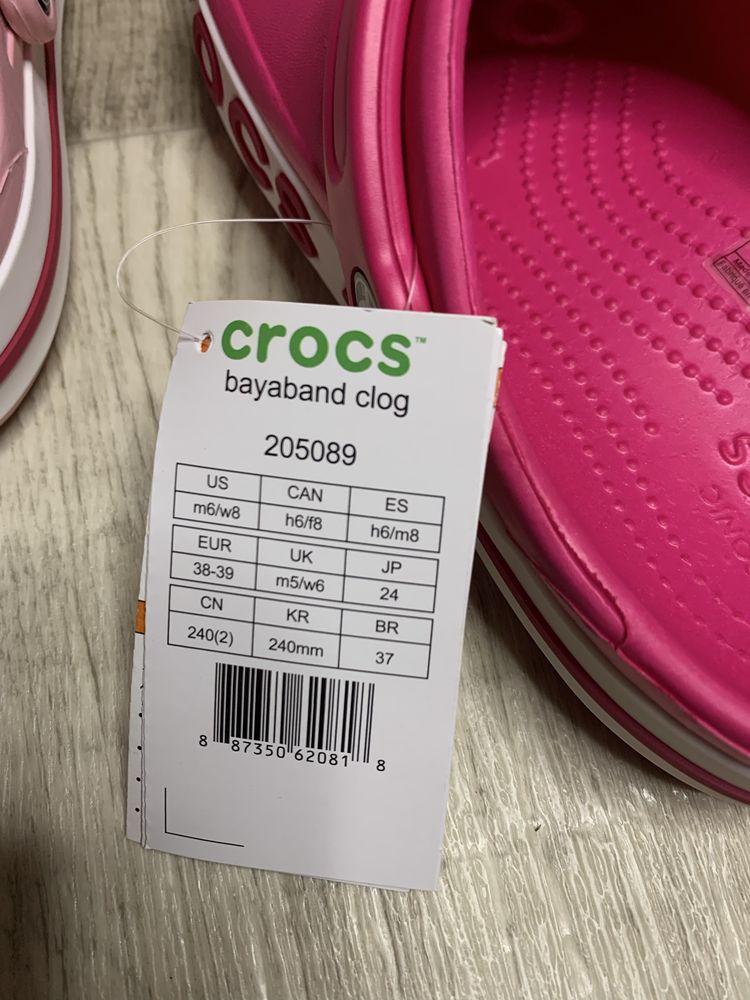 crocs™
bayaband clog
205089
US CAN ES
m6/w8 h6/f8 h6/m8
EUR UK JP
38-39 m5/w6 24
CN KR BR
240(2) 240mm 37
8 87350 62081 8